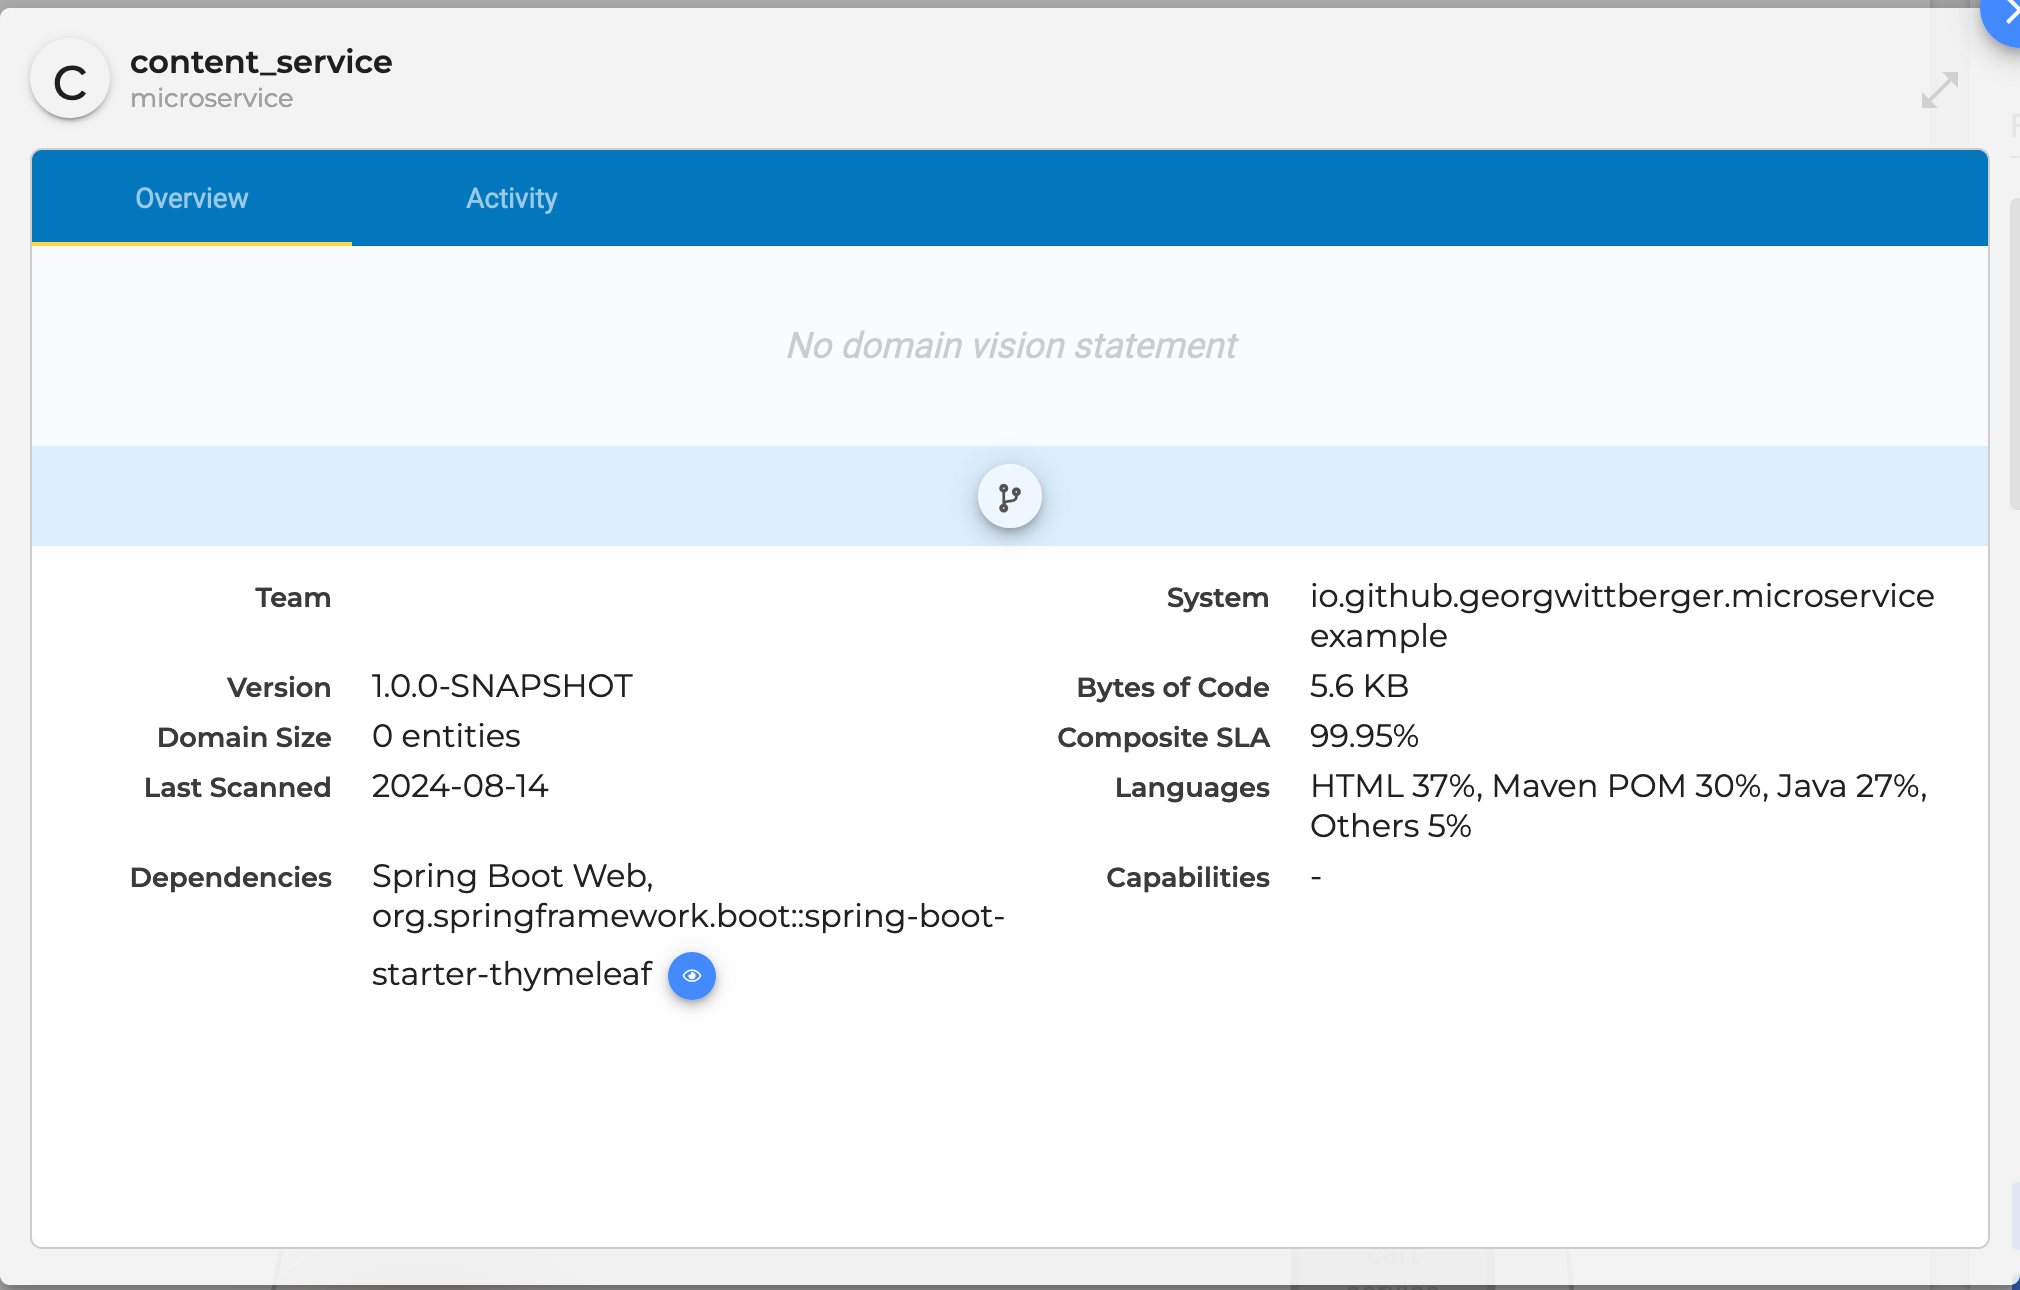 C
content_service
microservice
Overview
Activity
No domain vision statement
Team
System
io.github.georgwittberger.microservice
example
Version
1.0.0-SNAPSHOT
Bytes of Code
5.6 KB
Domain Size
0 entities
Composite SLA
99.95%
Last Scanned
2024-08-14
Languages
HTML 37%, Maven POM 30%, Java 27%,
Others 5%
Dependencies
Spring Boot Web,
org.springframework.boot::spring-boot-
starter-thymeleaf
Capabilities
-